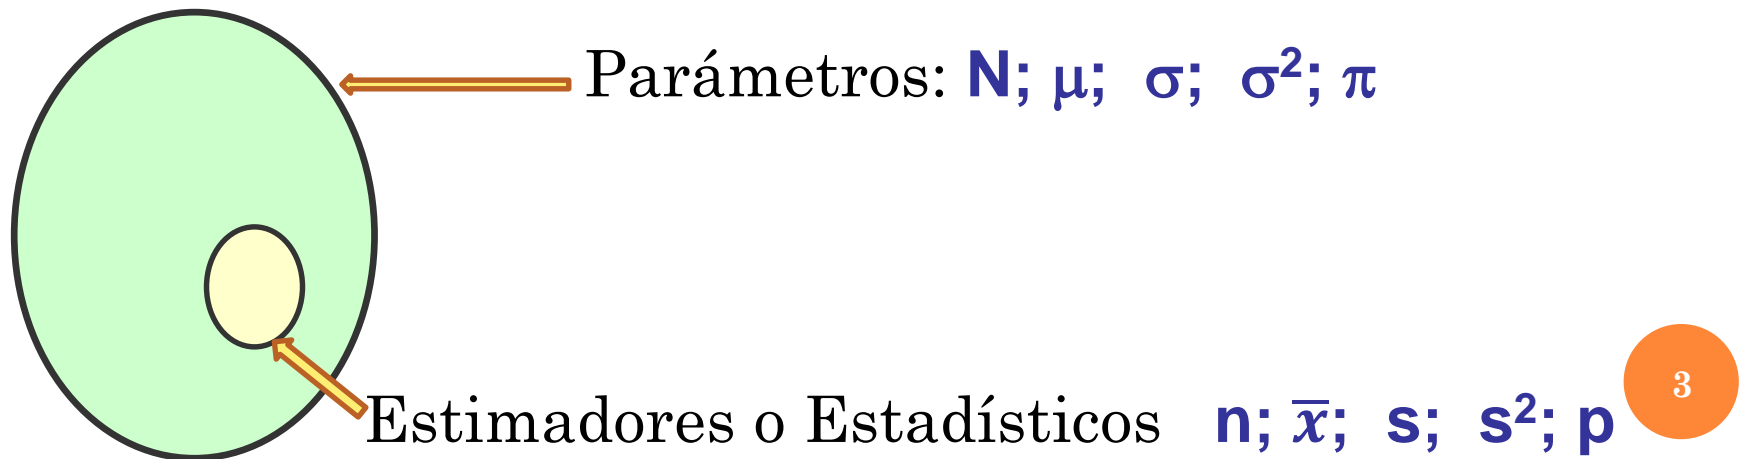 Parámetros: N; μ; σ; σ²; π
3
Estimadores o Estadísticos n; x̅; s; s²; p